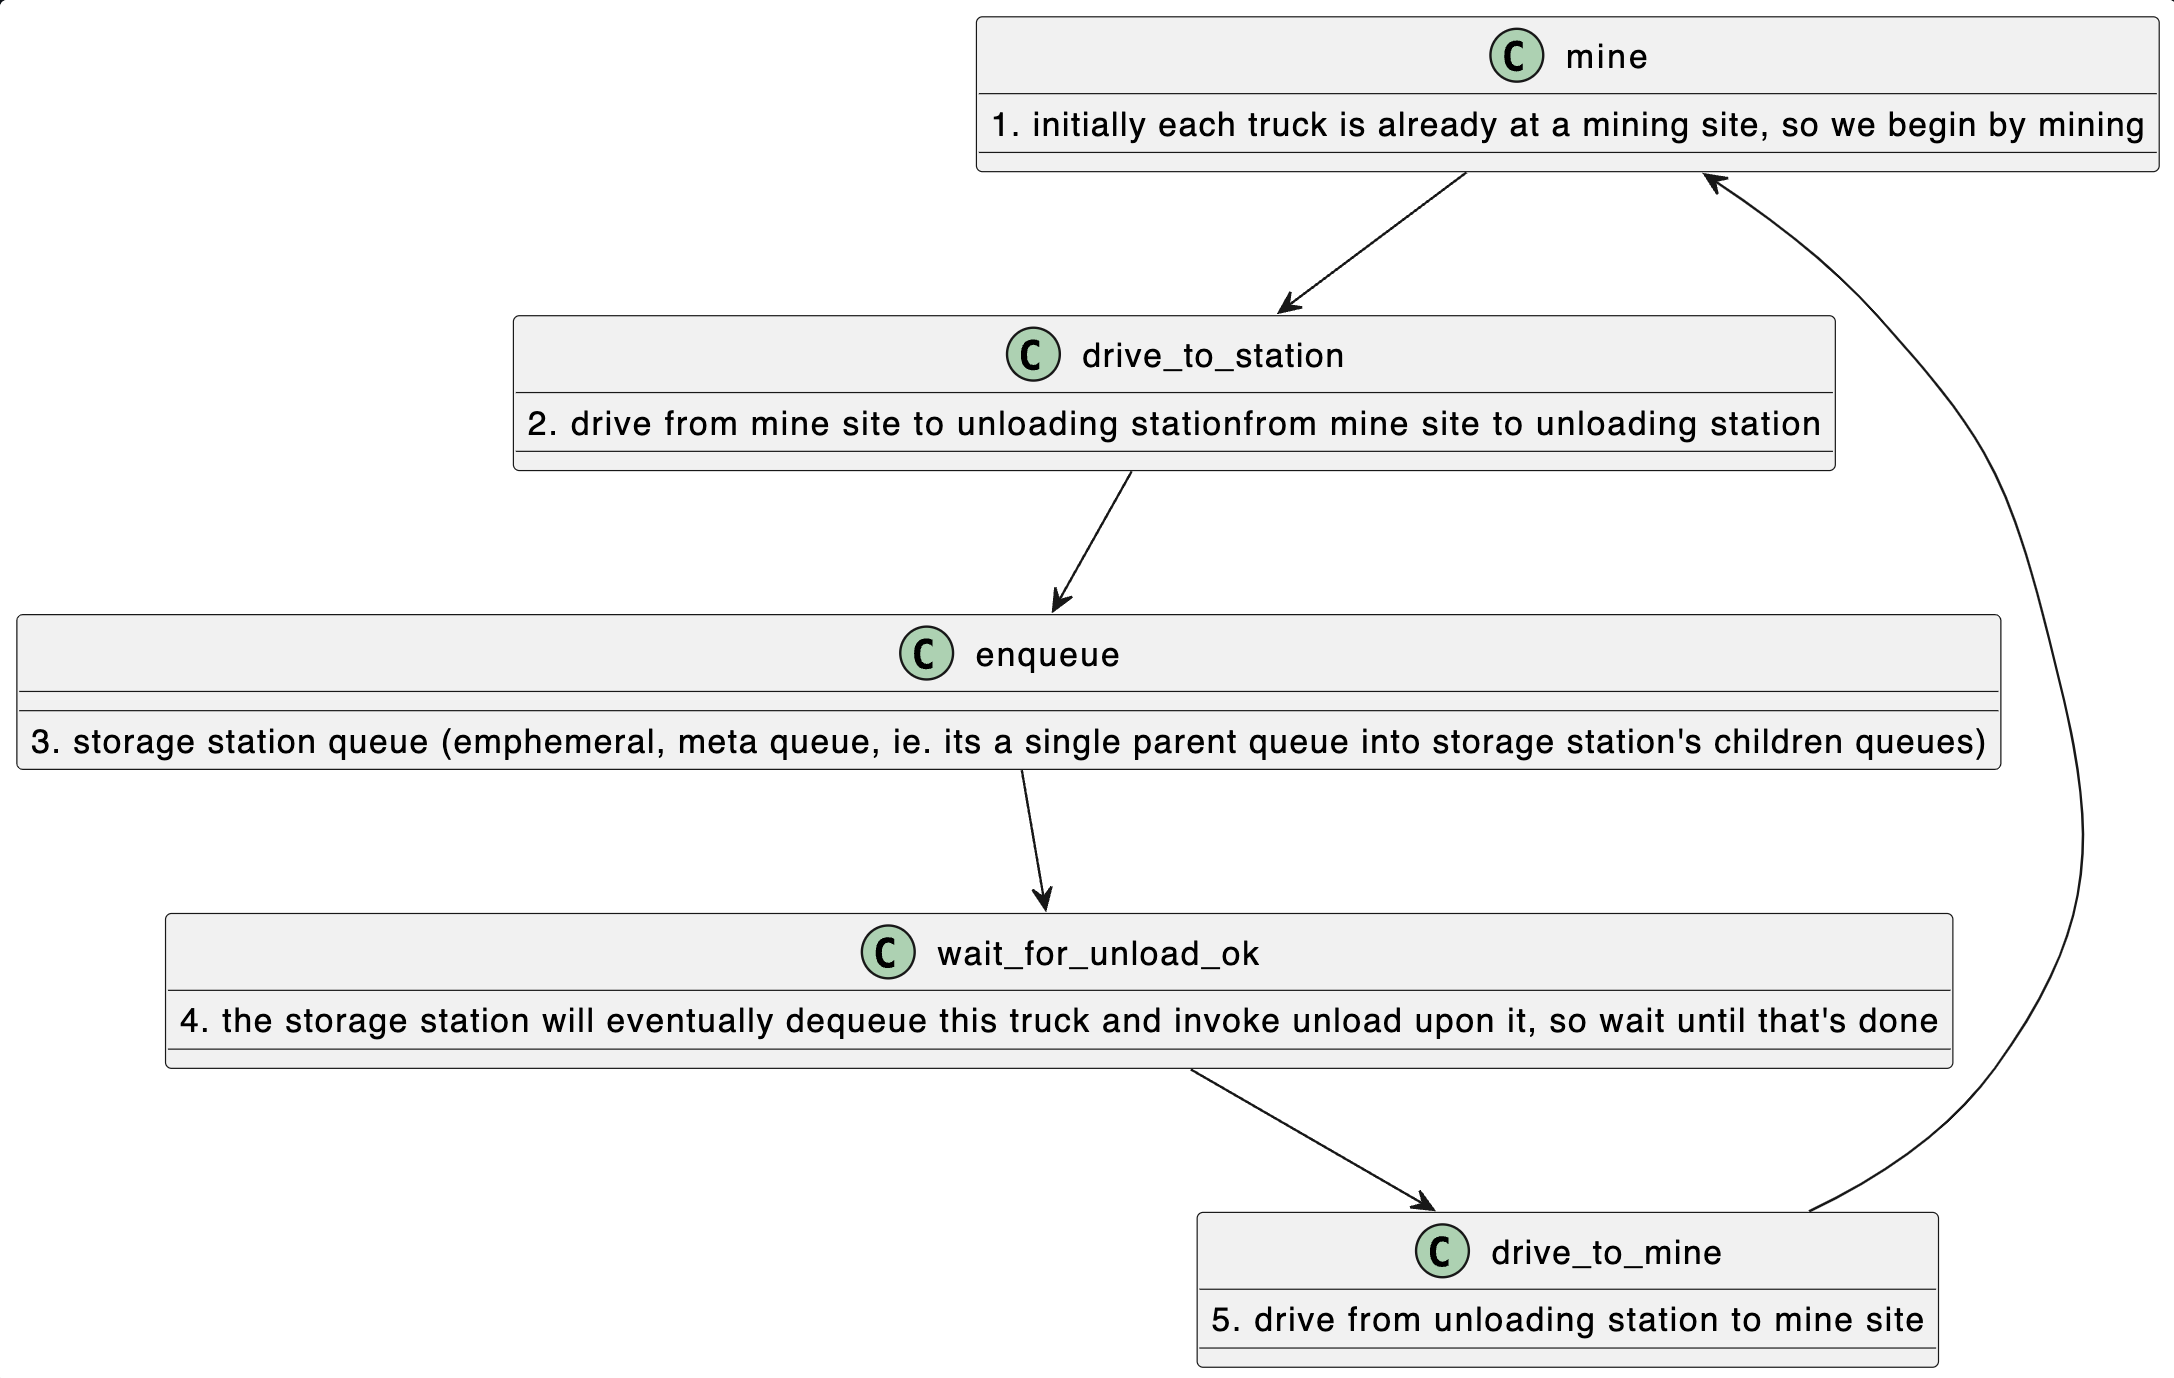 C mine
1. initially each truck is already at a mining site, so we begin by mining
C drive_to_station
2. drive from mine site to unloading stationfrom mine site to unloading station
C enqueue
3. storage station queue (emphemeral, meta queue, ie. its a single parent queue into storage station's children queues)
C wait_for_unload_ok
4. the storage station will eventually dequeue this truck and invoke unload upon it, so wait until that's done
C drive_to_mine
5. drive from unloading station to mine site